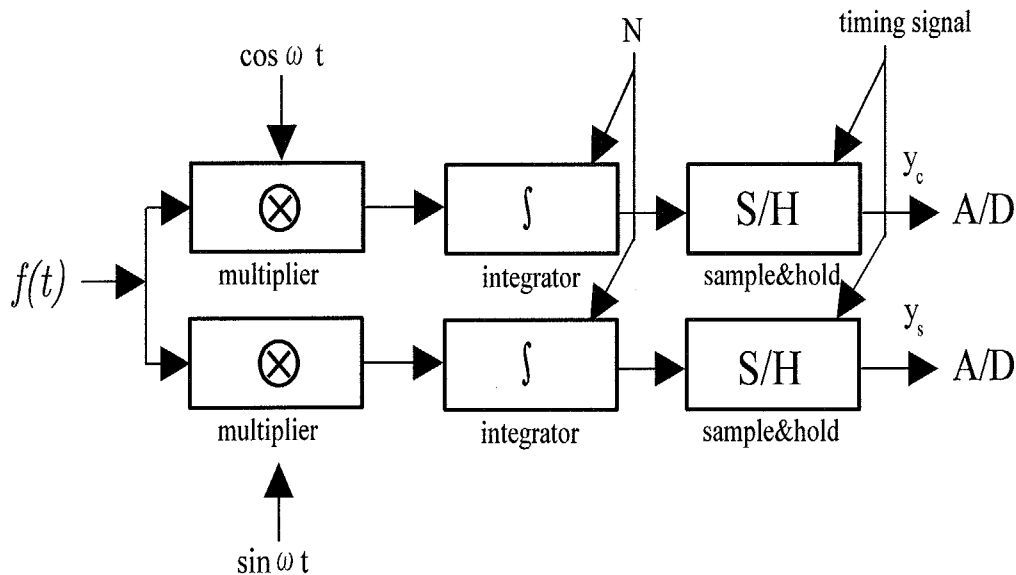 timing signal
N
cos ω t
y_c
∫
S/H
A/D
multiplier
integrator
sample&hold
f(t)
y_s
∫
S/H
A/D
multiplier
integrator
sample&hold
sin ω t